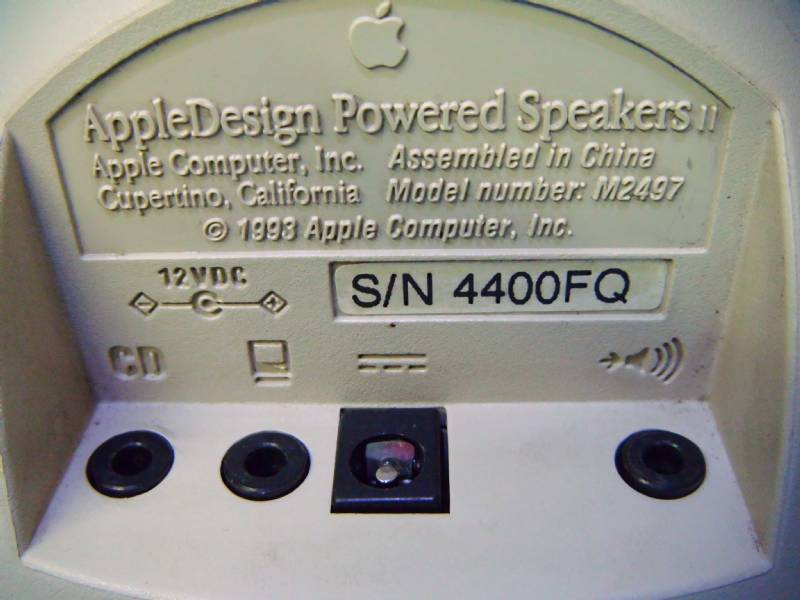 AppleDesign Powered Speakers II
Apple Computer, Inc. Assembled in China
Cupertino, California Model number: M2497
© 1993 Apple Computer, Inc.
12VDC
S/N 4400FQ
CD